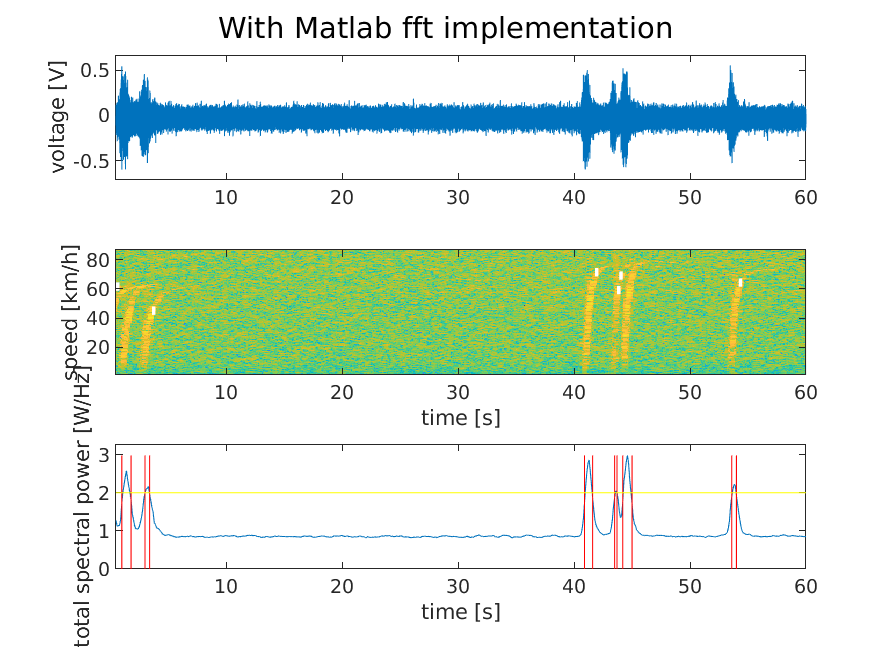 With Matlab fft implementation
voltage [V]
0.5
0
-0.5
10 20 30 40 50 60
speed [km/h]
80
60
40
20
10 20 30 40 50 60
time [s]
total spectral power [W/Hz]
3
2
1
0
10 20 30 40 50 60
time [s]